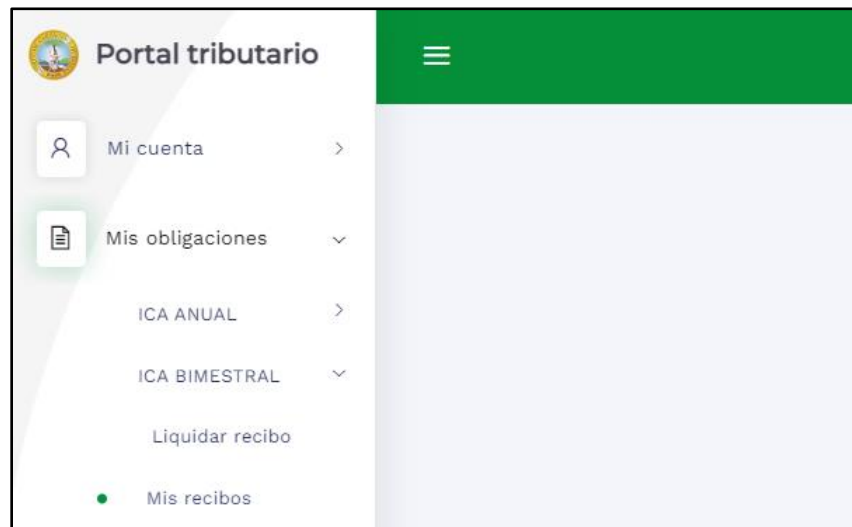 Portal tributario
Mi cuenta
Mis obligaciones
ICA ANUAL
ICA BIMESTRAL
Liquidar recibo
Mis recibos